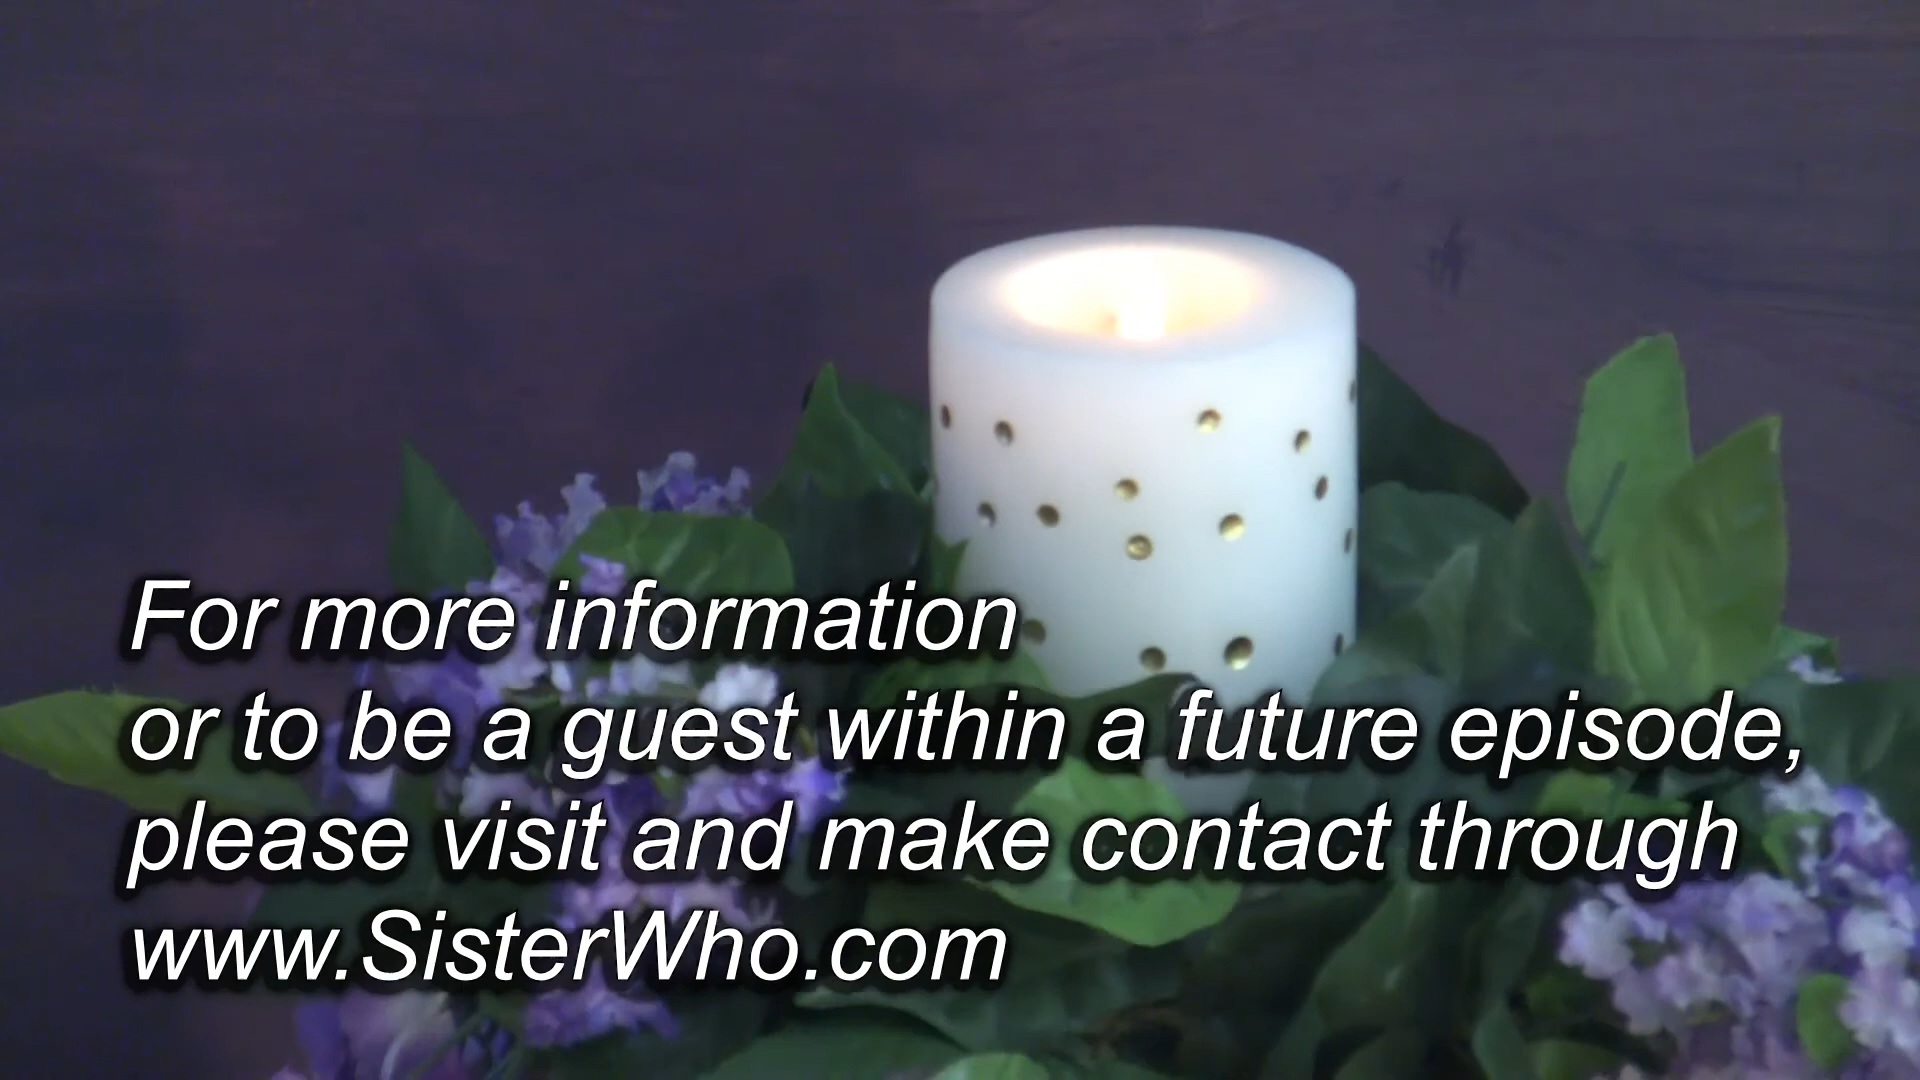 For more information
or to be a guest within a future episode,
please visit and make contact through
www.SisterWho.com